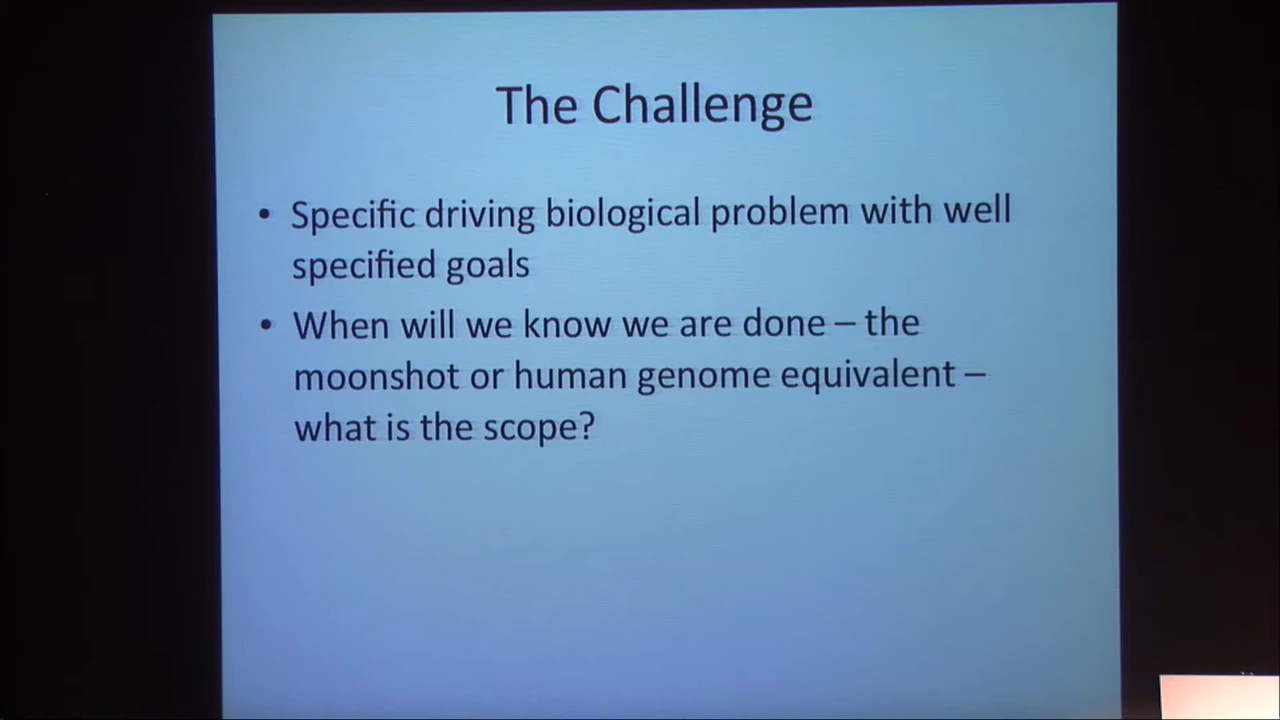 The Challenge
• Specific driving biological problem with well
specified goals
• When will we know we are done – the
moonshot or human genome equivalent –
what is the scope?